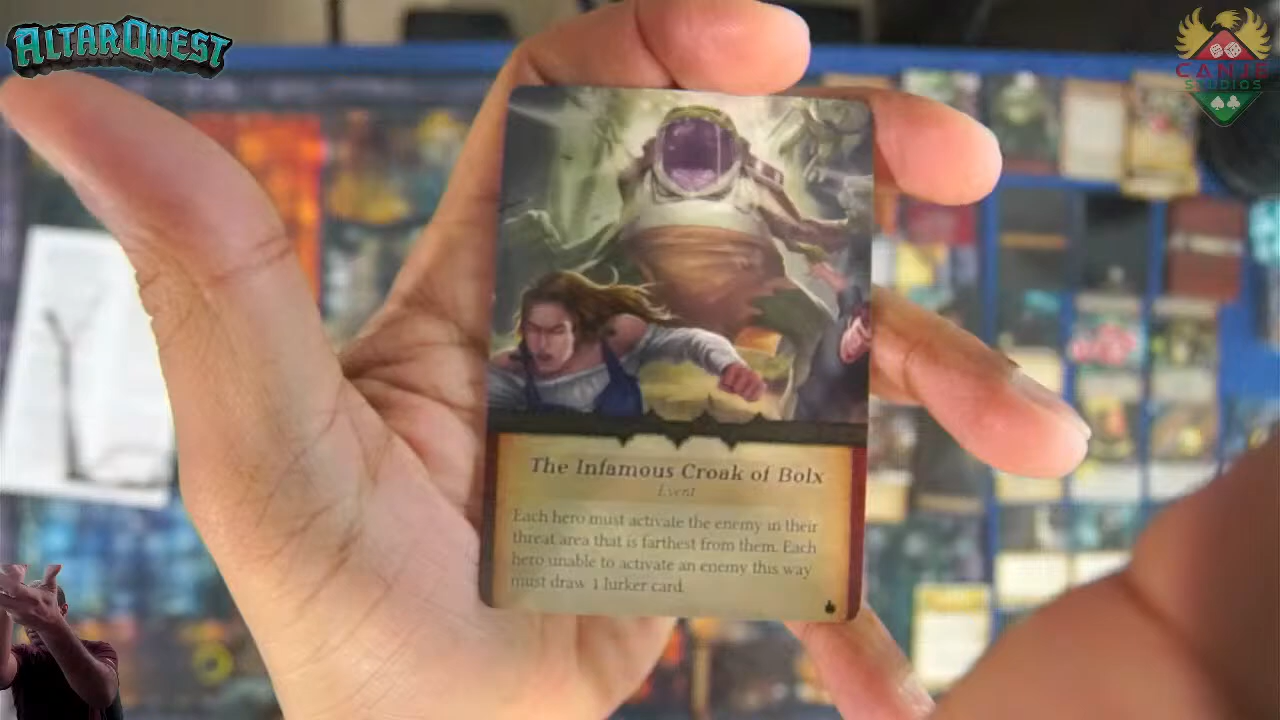 ALTARQUEST
CANJE
STUDIOS
The Infamous Croak of Bolx
Event
Each hero must activate the enemy in their
threat area that is farthest from them. Each
hero unable to activate an enemy this way
must draw 1 lurker card.